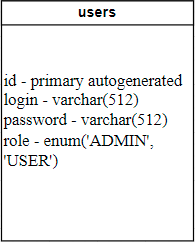 users
id - primary autogenerated
login - varchar(512)
password - varchar(512)
role - enum('ADMIN',
'USER')